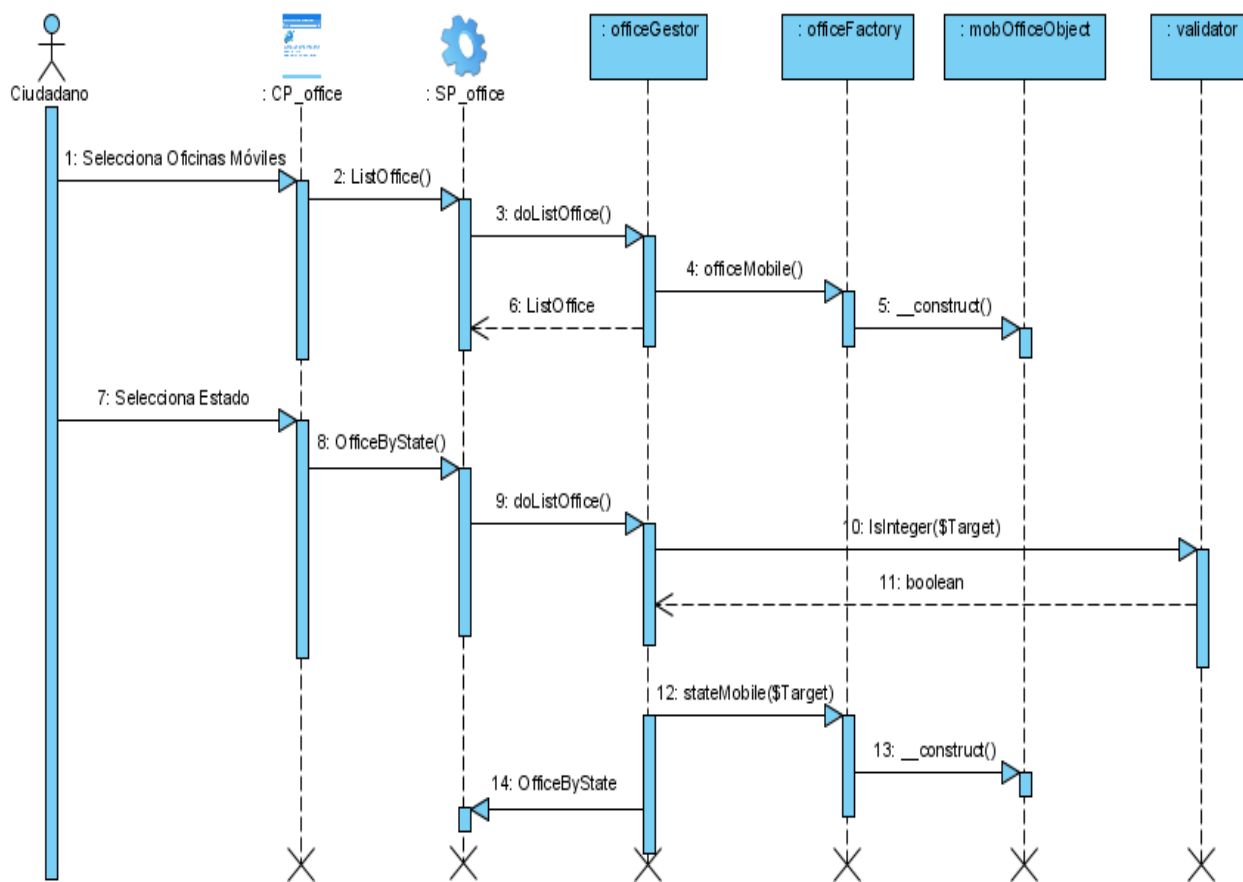 : officeGestor
: officeFactory
: mobOfficeObject
: validator
Ciudadano
: CP_office
: SP_office
1: Selecciona Oficinas Móviles
2: ListOffice()
3: doListOffice()
4: officeMobile()
5: __construct()
6: ListOffice
7: Selecciona Estado
8: OfficeByState()
9: doListOffice()
10: IsInteger($Target)
11: boolean
12: stateMobile($Target)
13: __construct()
14: OfficeByState